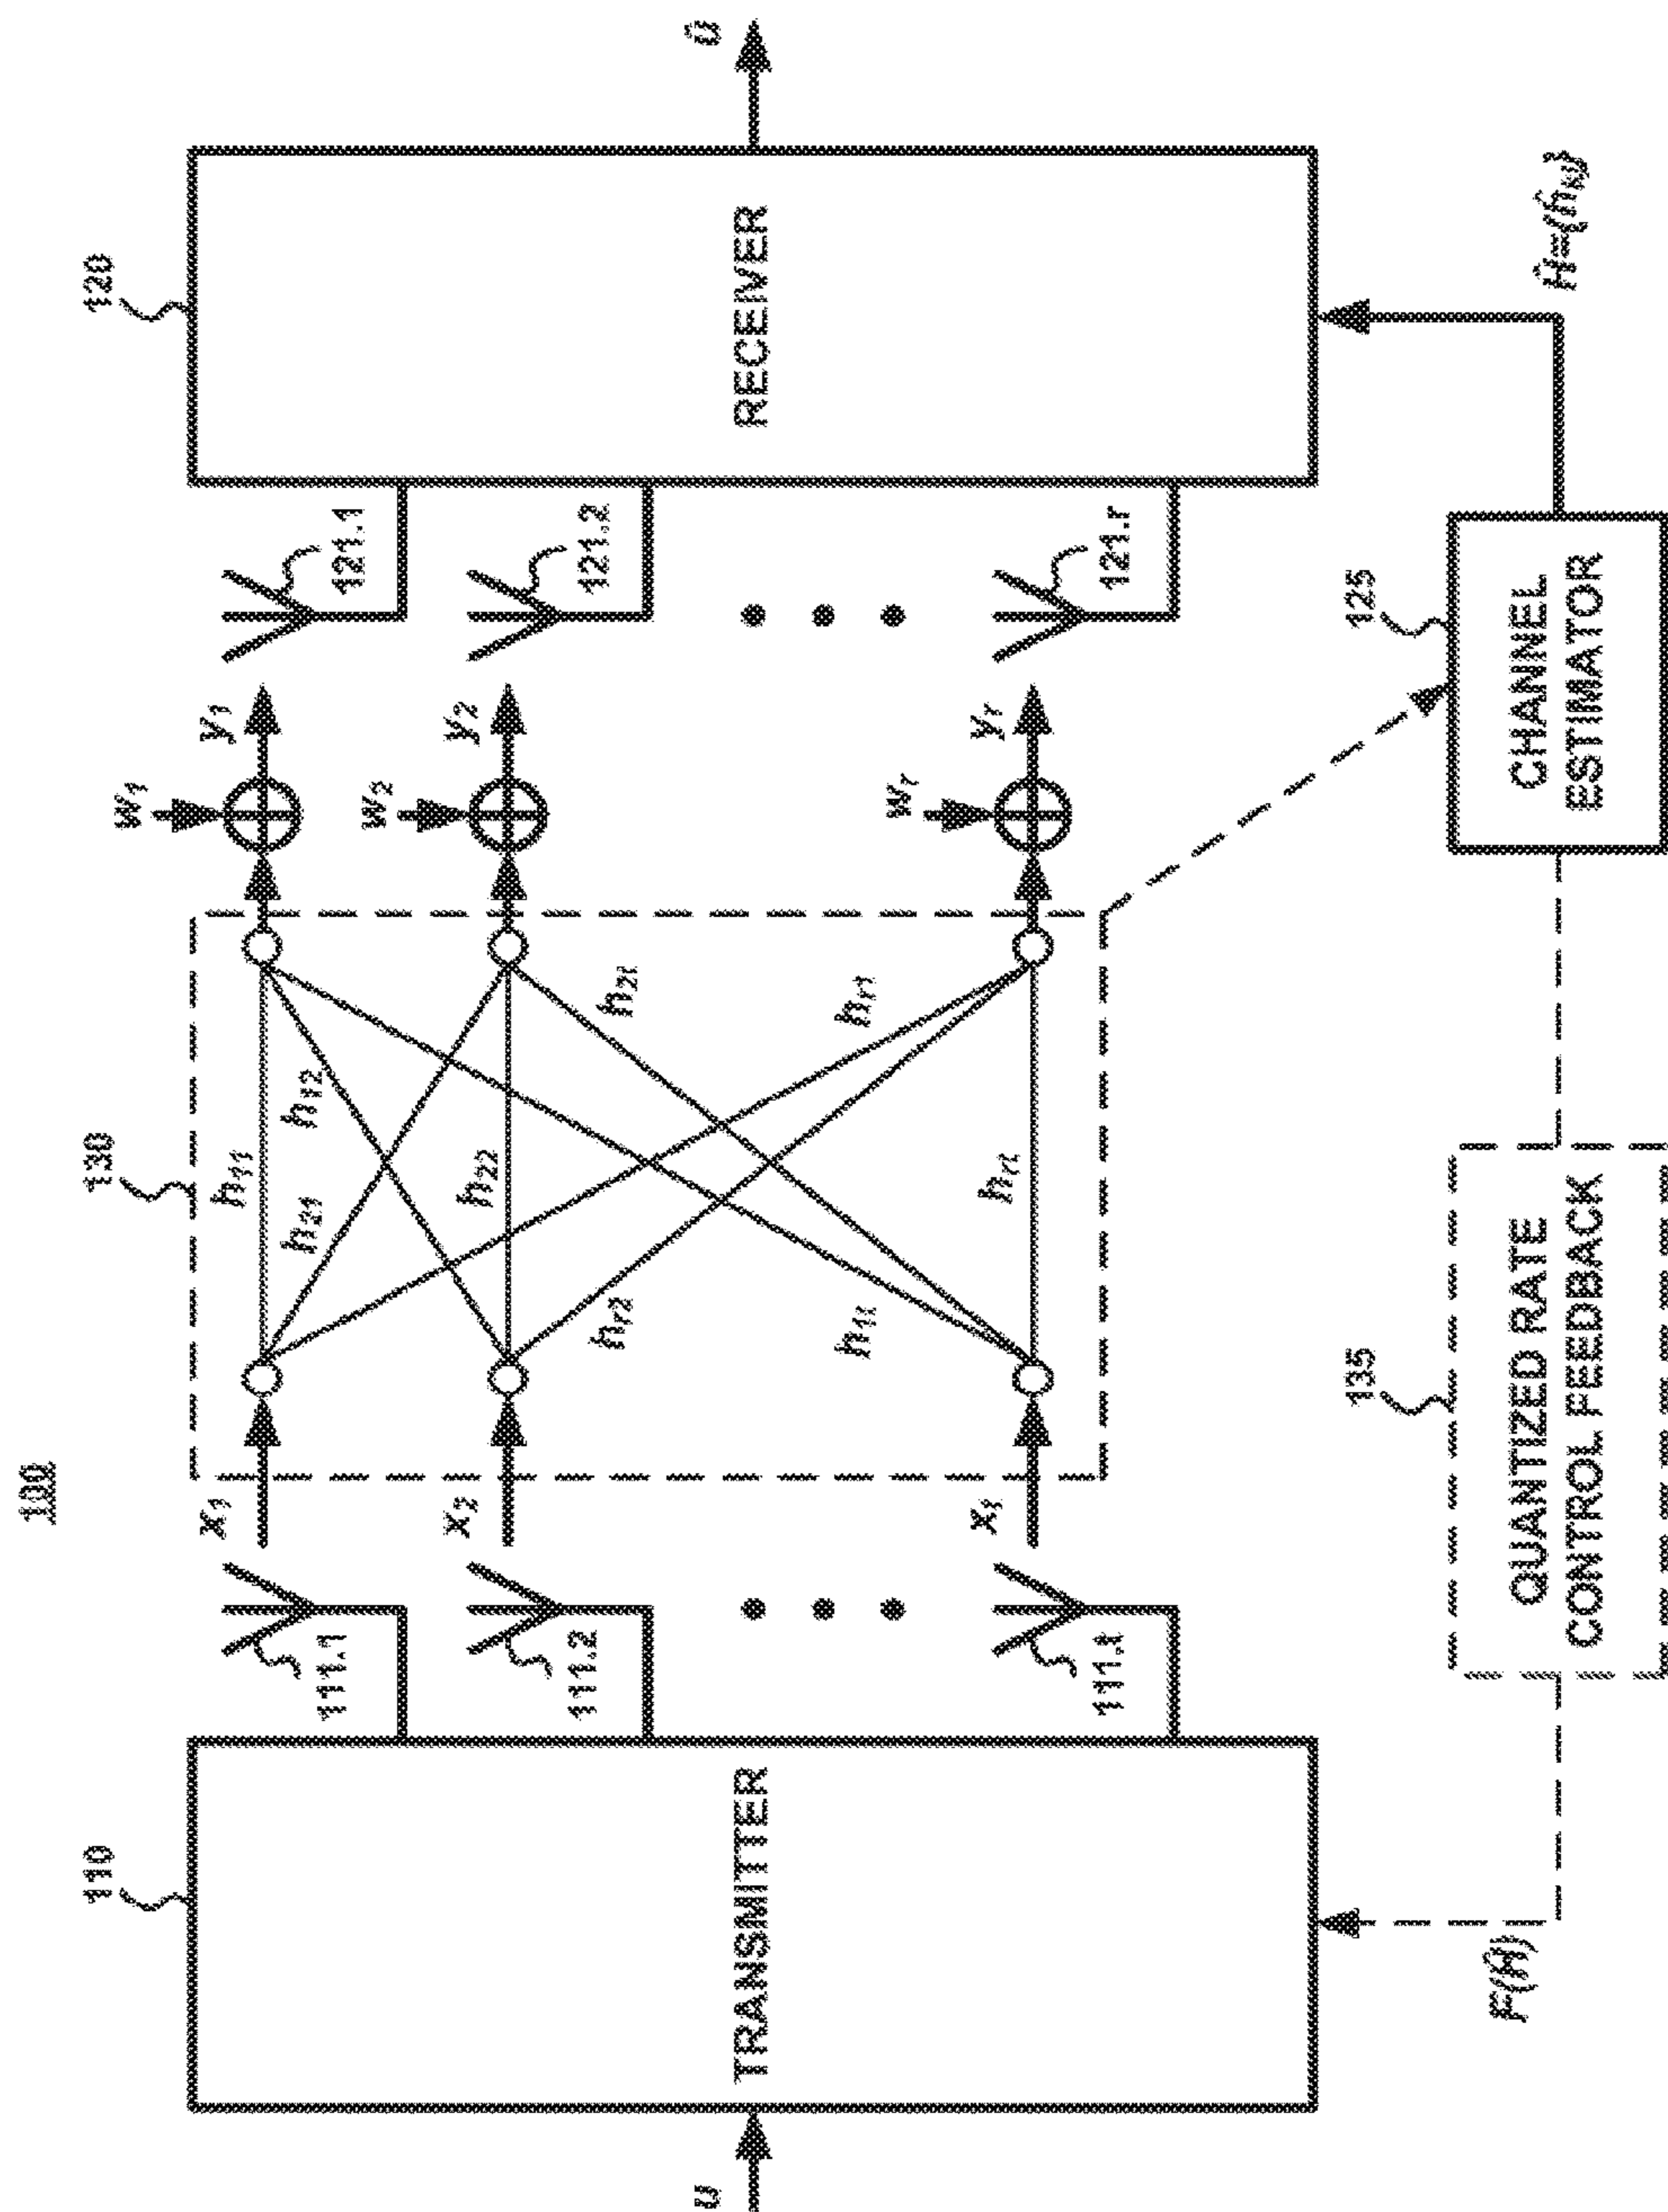 100
110
130
120
u
TRANSMITTER
111.1
111.2
111.t
x1
x2
xt
h11
h12
h21
h22
h2t
hr2
h1t
hr1
hrt
w1
w2
wr
y1
y2
yr
121.1
121.2
121.r
RECEIVER
û
F(Ĥ)
135
QUANTIZED RATE
CONTROL FEEDBACK
125
CHANNEL
ESTIMATOR